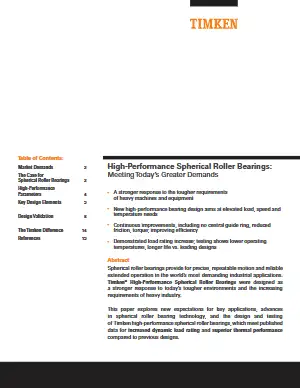 TIMKEN
Table of Contents:
Market Demands 2
The Case for
Spherical Roller Bearings 2
High-Performance
Parameters 4
Key Design Elements 5
Design Validation 8
The Timken Difference 14
References 15
High-Performance Spherical Roller Bearings:
Meeting Today's Greater Demands
• A stronger response to the tougher requirements
of heavy machines and equipment
• New high-performance bearing design aims at elevated load, speed and
temperature needs
• Continuous improvements, including no central guide ring, reduced
friction, torque; improving efficiency
• Demonstrated load rating increase; testing shows lower operating
temperatures, longer life vs. leading designs
Abstract
Spherical roller bearings provide for precise, repeatable motion and reliable
extended operation in the world's most demanding industrial applications.
Timken® High-Performance Spherical Roller Bearings were designed as
a stronger response to today's tougher environments and the increasing
requirements of heavy industry.
This paper explores new expectations for key applications, advances
in spherical roller bearing technology, and the design and testing
of Timken high-performance spherical roller bearings, which meet published
data for increased dynamic load rating and superior thermal performance
compared to previous designs.